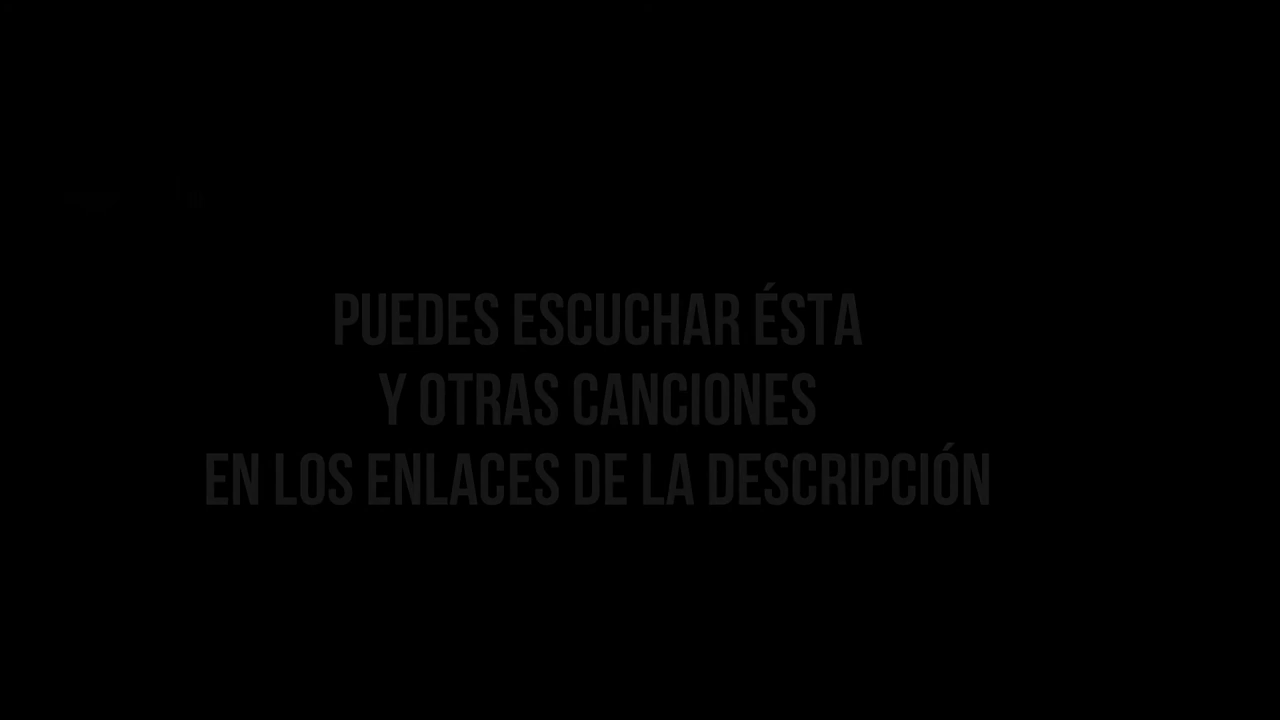 PUEDES ESCUCHAR ÉSTA
Y OTRAS CANCIONES
EN LOS ENLACES DE LA DESCRIPCIÓN